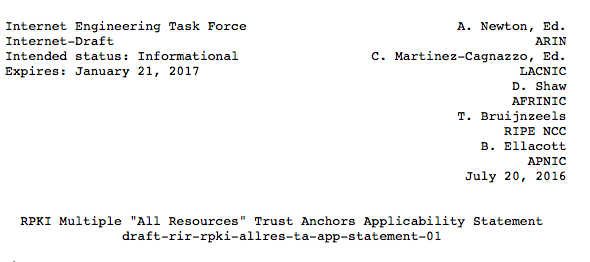 Internet Engineering Task Force                            A. Newton, Ed.
Internet-Draft                                                       ARIN
Intended status: Informational                 C. Martinez-Cagnazzo, Ed.
Expires: January 21, 2017                                          LACNIC
D. Shaw
AFRINIC
T. Bruijnzeels
RIPE NCC
B. Ellacott
APNIC
July 20, 2016
RPKI Multiple "All Resources" Trust Anchors Applicability Statement
draft-rir-rpki-allres-ta-app-statement-01